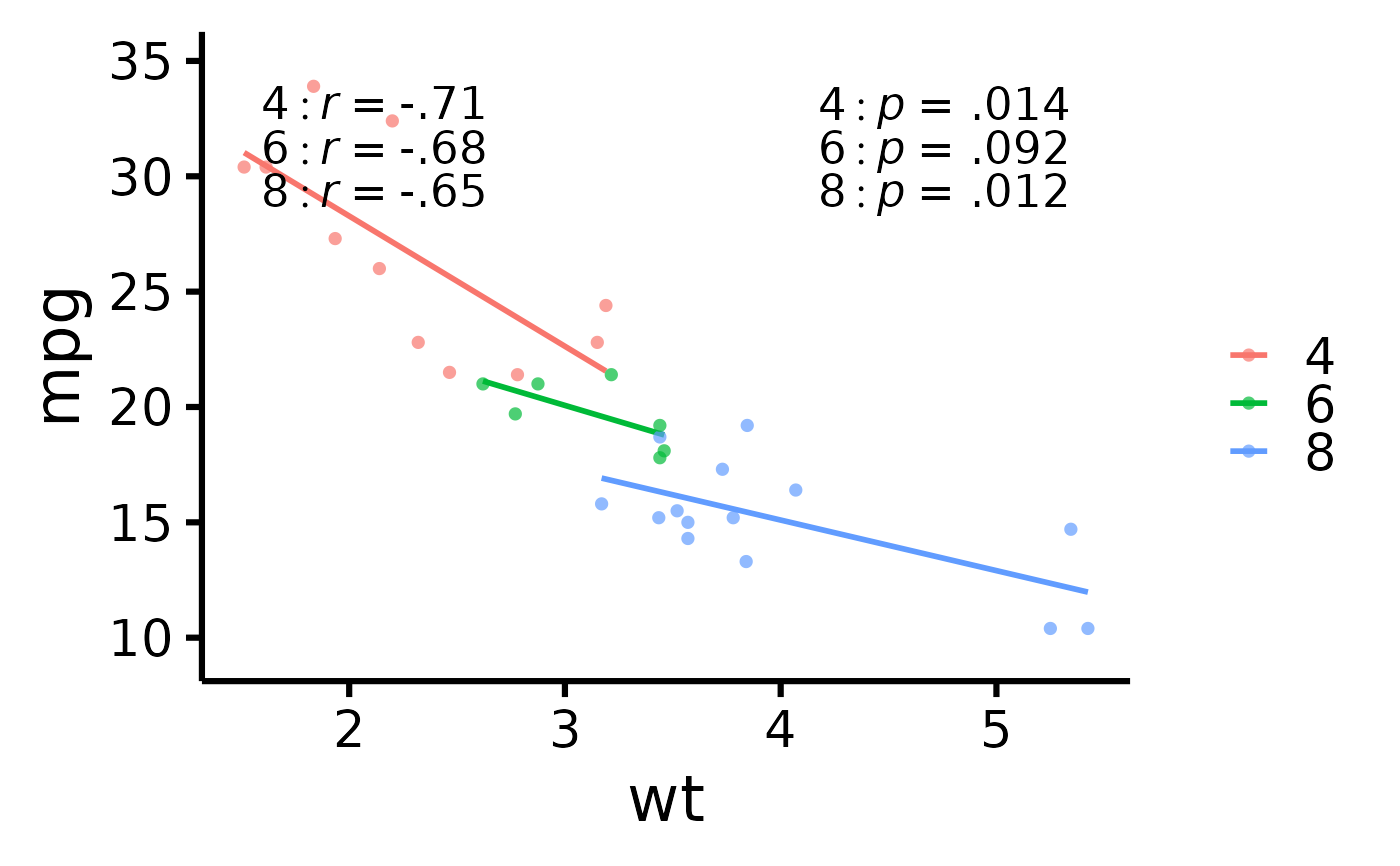 35
30
25
20
15
10
mpg
4 : r = -.71
6 : r = -.68
8 : r = -.65
4 : p = .014
6 : p = .092
8 : p = .012
4
6
8
2 3 4 5
wt